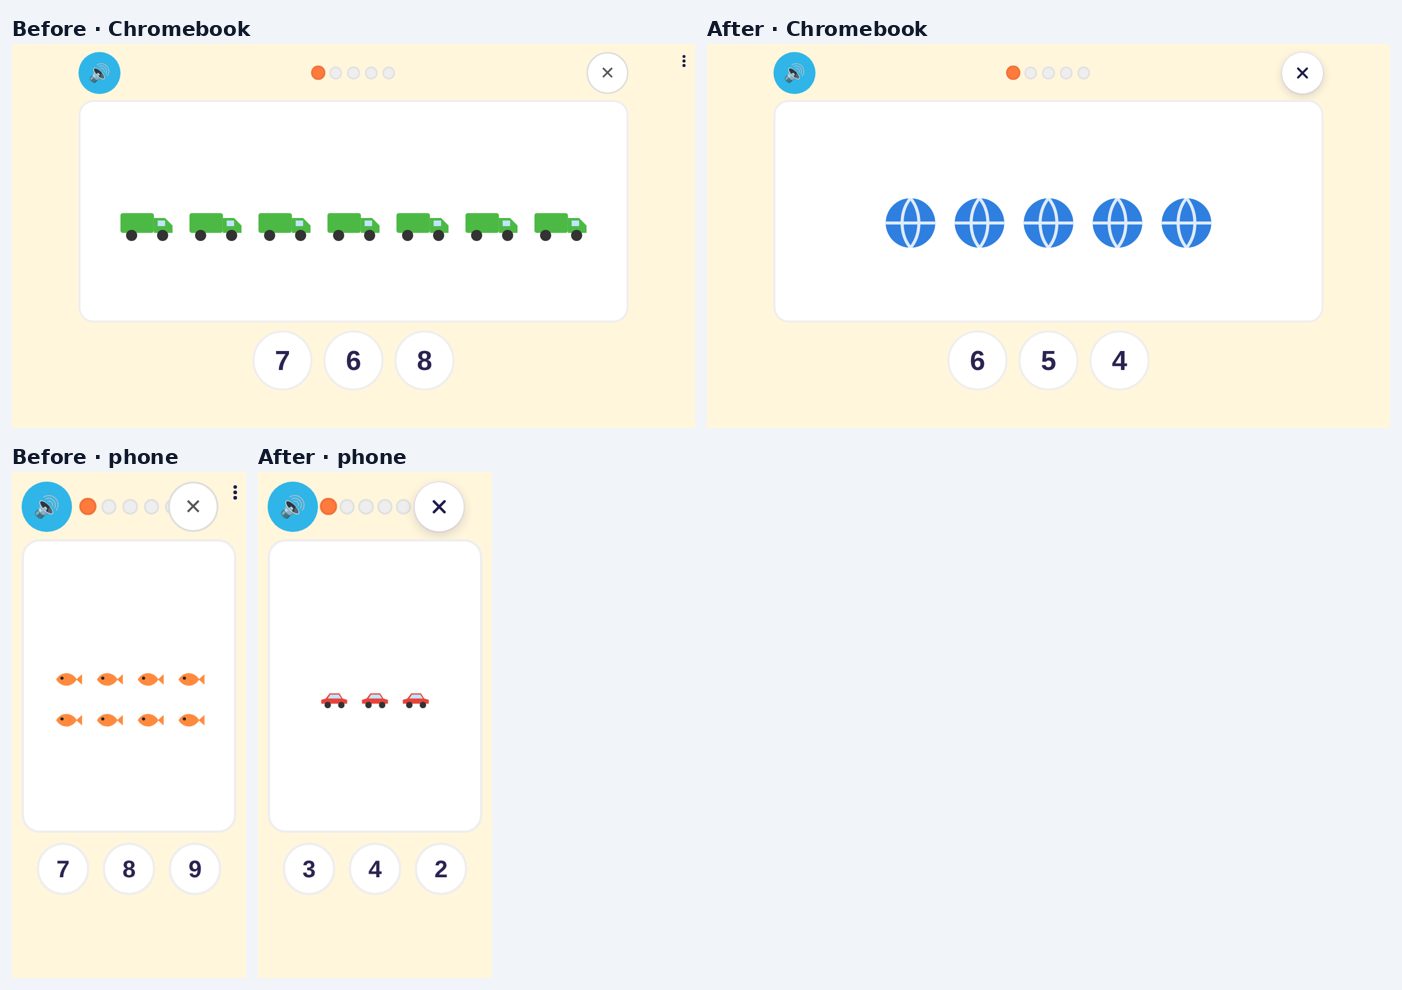 Before · Chromebook
After · Chromebook
7 6 8
6 5 4
Before · phone
After · phone
7 8 9
3 4 2